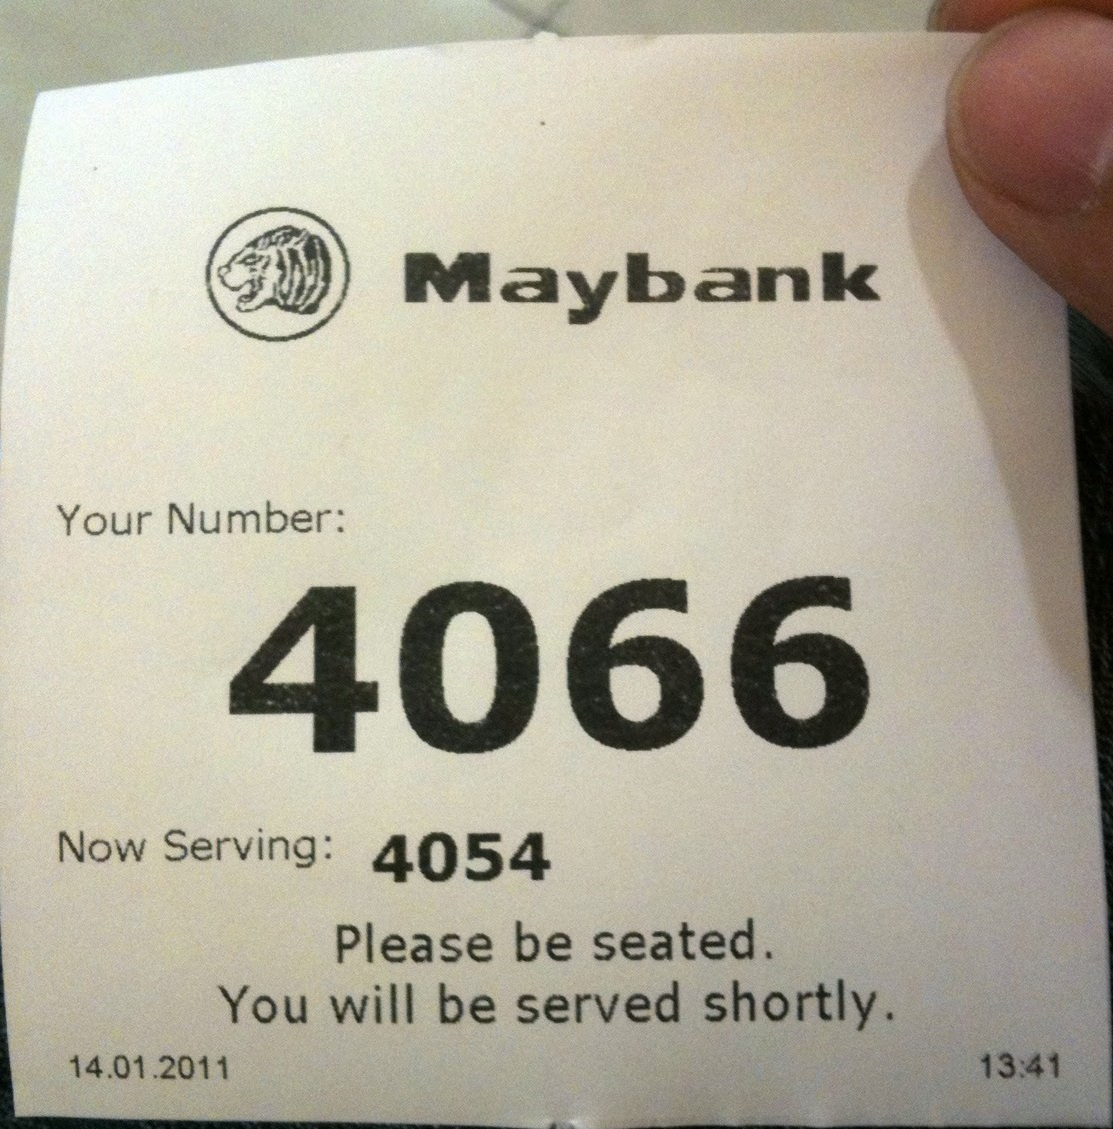 Maybank
Your Number:
4066
Now Serving: 4054
Please be seated.
You will be served shortly.
14.01.2011 13:41